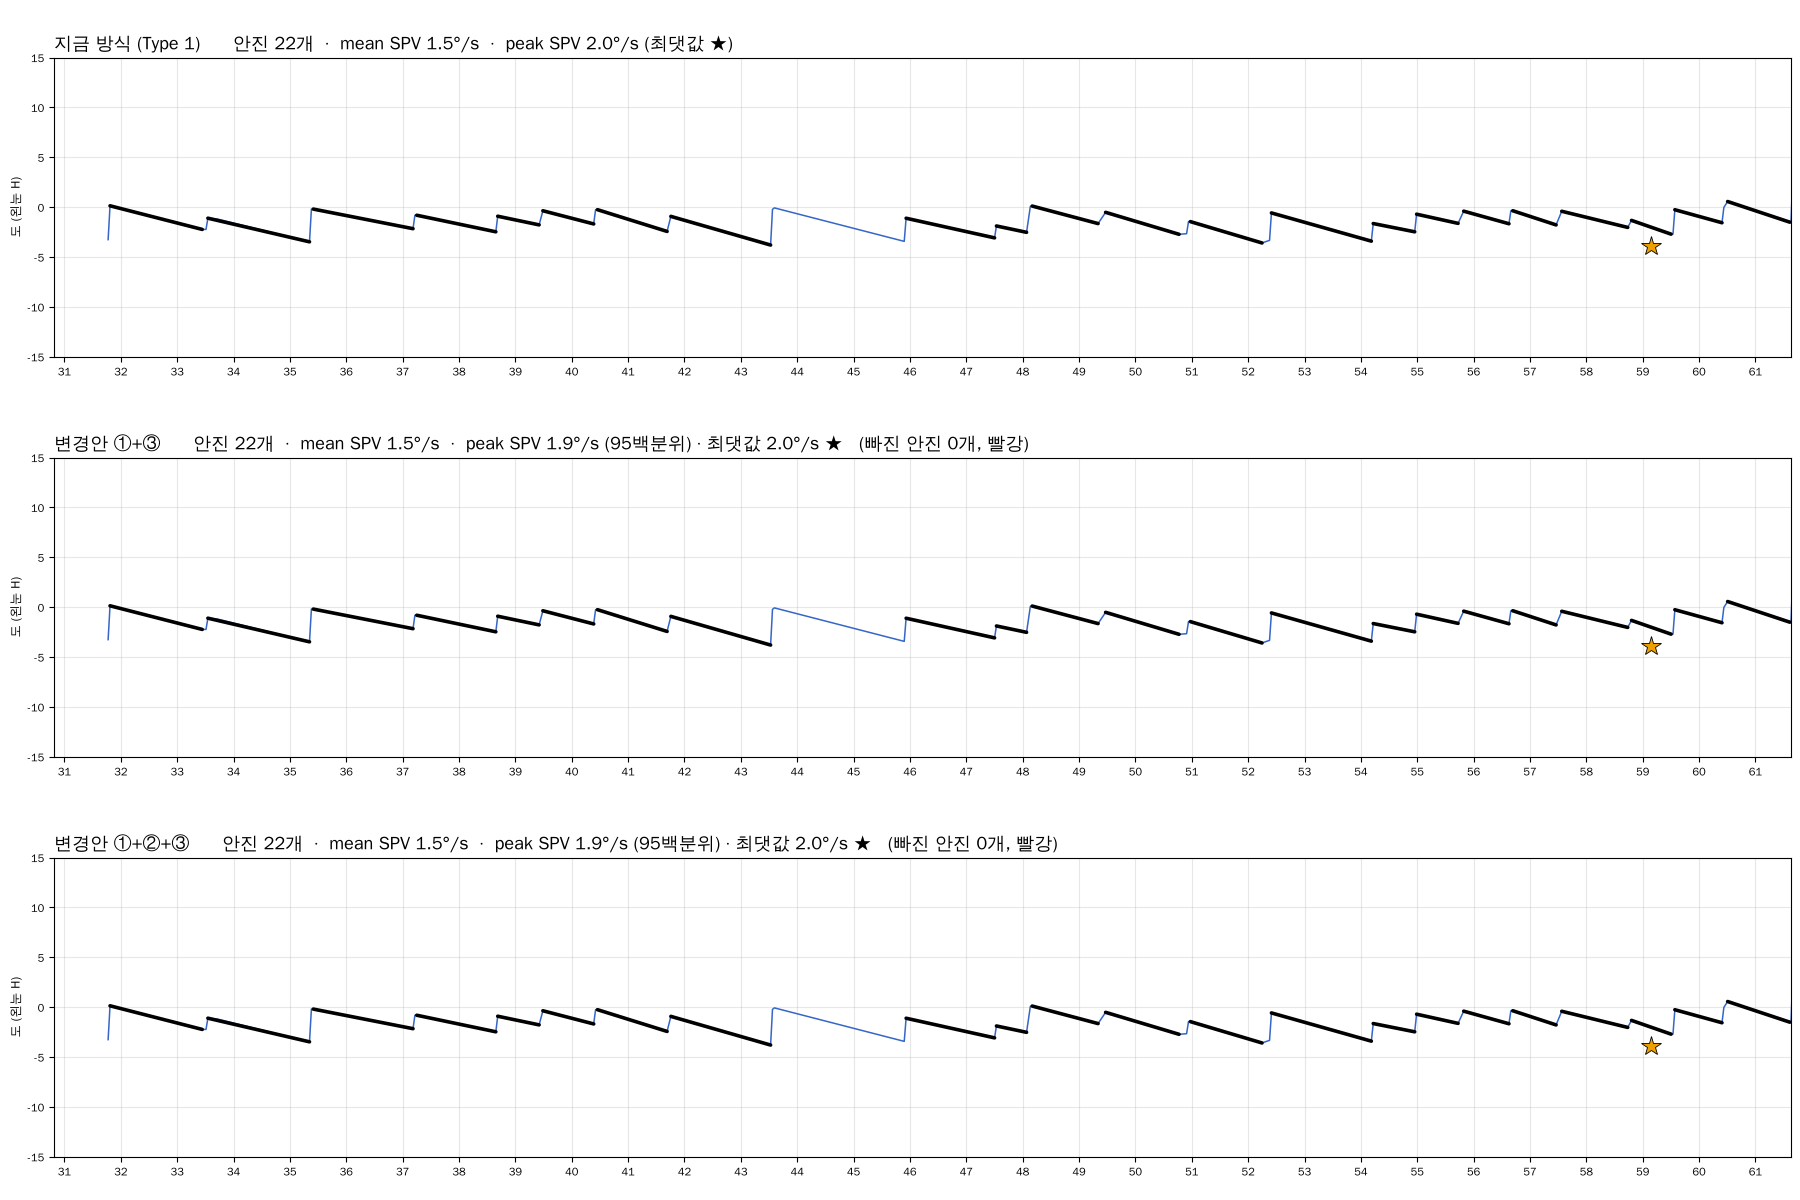 지금 방식 (Type 1)      안진 22개  ·  mean SPV 1.5°/s  ·  peak SPV 2.0°/s (최댓값 ★)
15
10
5
0
-5
-10
-15
도 (왼눈 H)
31 32 33 34 35 36 37 38 39 40 41 42 43 44 45 46 47 48 49 50 51 52 53 54 55 56 57 58 59 60 61
변경안 ①+③      안진 22개  ·  mean SPV 1.5°/s  ·  peak SPV 1.9°/s (95백분위) · 최댓값 2.0°/s ★   (빠진 안진 0개, 빨강)
15
10
5
0
-5
-10
-15
도 (왼눈 H)
31 32 33 34 35 36 37 38 39 40 41 42 43 44 45 46 47 48 49 50 51 52 53 54 55 56 57 58 59 60 61
변경안 ①+②+③      안진 22개  ·  mean SPV 1.5°/s  ·  peak SPV 1.9°/s (95백분위) · 최댓값 2.0°/s ★   (빠진 안진 0개, 빨강)
15
10
5
0
-5
-10
-15
도 (왼눈 H)
31 32 33 34 35 36 37 38 39 40 41 42 43 44 45 46 47 48 49 50 51 52 53 54 55 56 57 58 59 60 61